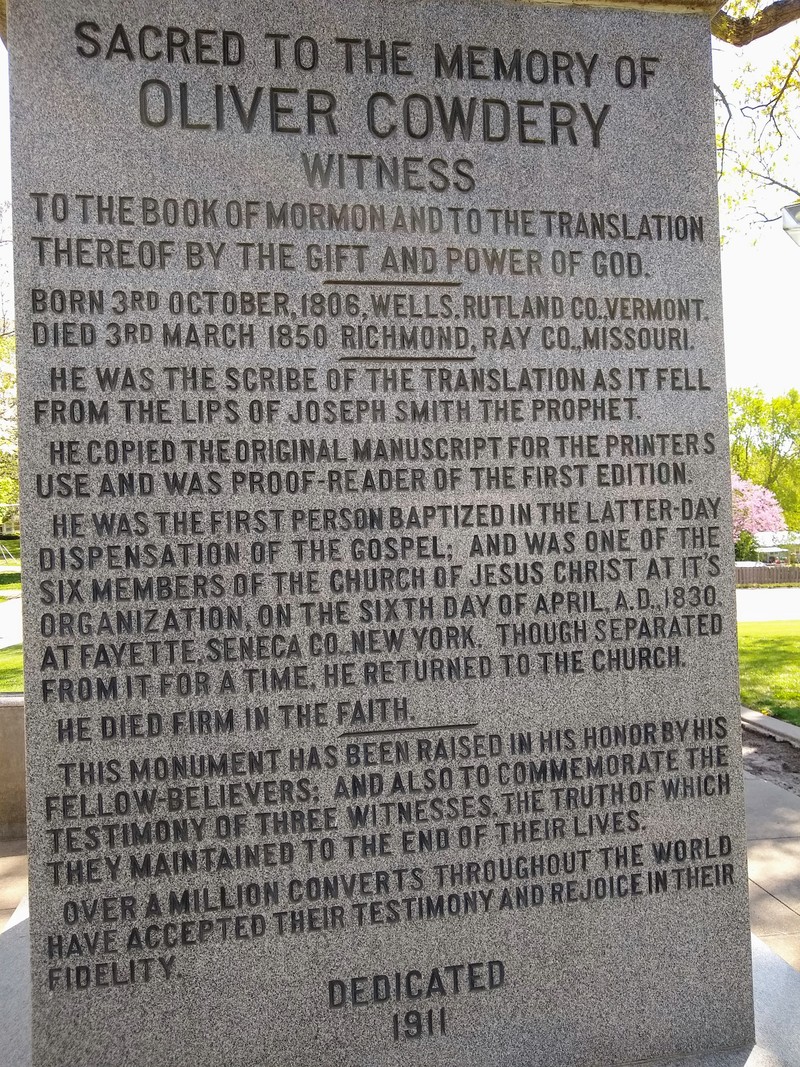 SACRED TO THE MEMORY OF
OLIVER COWDERY
WITNESS
TO THE BOOK OF MORMON AND TO THE TRANSLATION
THEREOF BY THE GIFT AND POWER OF GOD.
BORN 3RD OCTOBER, 1806, WELLS, RUTLAND CO., VERMONT.
DIED 3RD MARCH 1850 RICHMOND, RAY CO., MISSOURI.
HE WAS THE SCRIBE OF THE TRANSLATION AS IT FELL
FROM THE LIPS OF JOSEPH SMITH THE PROPHET.
HE COPIED THE ORIGINAL MANUSCRIPT FOR THE PRINTERS
USE AND WAS PROOF-READER OF THE FIRST EDITION.
HE WAS THE FIRST PERSON BAPTIZED IN THE LATTER-DAY
DISPENSATION OF THE GOSPEL; AND WAS ONE OF THE
SIX MEMBERS OF THE CHURCH OF JESUS CHRIST AT IT'S
ORGANIZATION, ON THE SIXTH DAY OF APRIL, A.D., 1830,
AT FAYETTE, SENECA CO. NEW YORK. THOUGH SEPARATED
FROM IT FOR A TIME, HE RETURNED TO THE CHURCH.
HE DIED FIRM IN THE FAITH.
THIS MONUMENT HAS BEEN RAISED IN HIS HONOR BY HIS
FELLOW-BELIEVERS; AND ALSO TO COMMEMORATE THE
TESTIMONY OF THREE WITNESSES, THE TRUTH OF WHICH
THEY MAINTAINED TO THE END OF THEIR LIVES.
OVER A MILLION CONVERTS THROUGHOUT THE WORLD
HAVE ACCEPTED THEIR TESTIMONY AND REJOICE IN THEIR
FIDELITY.
DEDICATED
1911